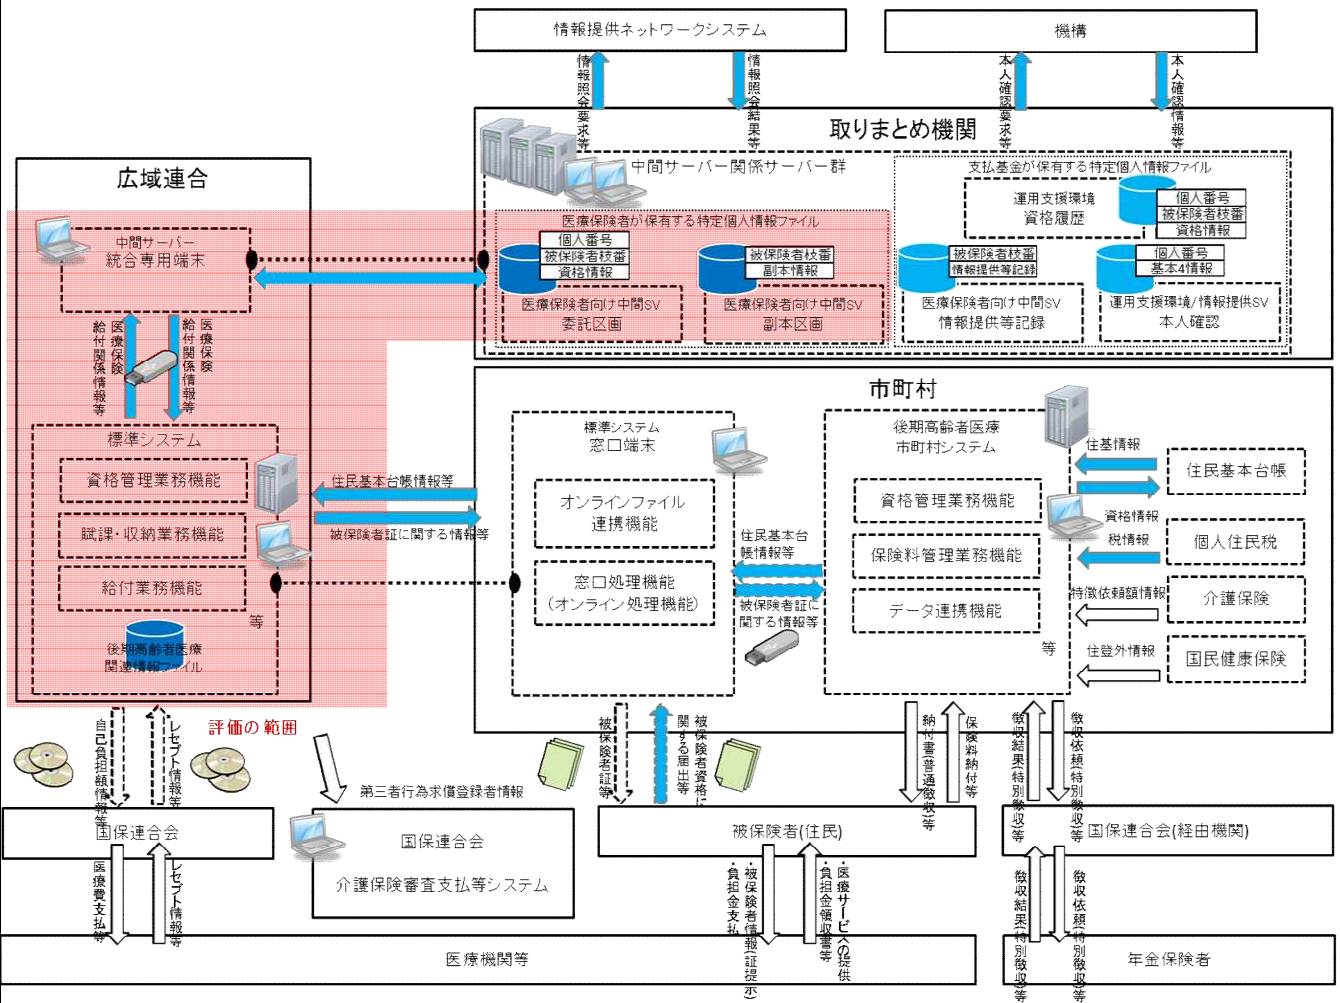 情報提供ネットワークシステム
機構
情報照会要求等
情報照会結果等
本人確認要求等
本人確認情報等
取りまとめ機関
中間サーバー関係サーバー群
医療保険者が保有する特定個人情報ファイル
個人番号
被保険者枝番
資格情報
医療保険者向け中間SV
委託区画
被保険者枝番
副本情報
医療保険者向け中間SV
副本区画
支払基金が保有する特定個人情報ファイル
運用支援環境
資格履歴
個人番号
被保険者枝番
資格情報
被保険者枝番
情報提供等記録
医療保険者向け中間SV
情報提供等記録
個人番号
基本4情報
運用支援環境/情報提供SV
本人確認
広域連合
中間サーバー
統合専用端末
医療保険
給付関係情報等
医療保険
給付関係情報等
標準システム
資格管理業務機能
賦課・収納業務機能
給付業務機能
等
後期高齢者医療
関連情報ファイル
評価の範囲
住民基本台帳情報等
被保険者証に関する情報等
市町村
標準システム
窓口端末
オンラインファイル
連携機能
窓口処理機能
(オンライン処理機能)
住民基本台
帳情報等
被保険者証に
関する情報等
後期高齢者医療
市町村システム
資格管理業務機能
保険料管理業務機能
データ連携機能
等
住基情報
資格情報
税情報
特徴依頼額情報
住登外情報
住民基本台帳
個人住民税
介護保険
国民健康保険
自己負担額情報等
レセプト情報等
第三者行為求償登録者情報
被保険者証等
被保険者資格に
関する届出等
納付書(普通徴収)等
保険料納付等
徴収結果(特別徴収)等
徴収依頼(特別徴収)等
国保連合会
国保連合会
介護保険審査支払等システム
被保険者(住民)
国保連合会(経由機関)
医療費支払等
レセプト情報等
・被保険者情報(証提示)
・負担金支払
・医療サービスの提供
・負担金領収書等
徴収結果(特別徴収)等
徴収依頼(特別徴収)等
医療機関等
年金保険者